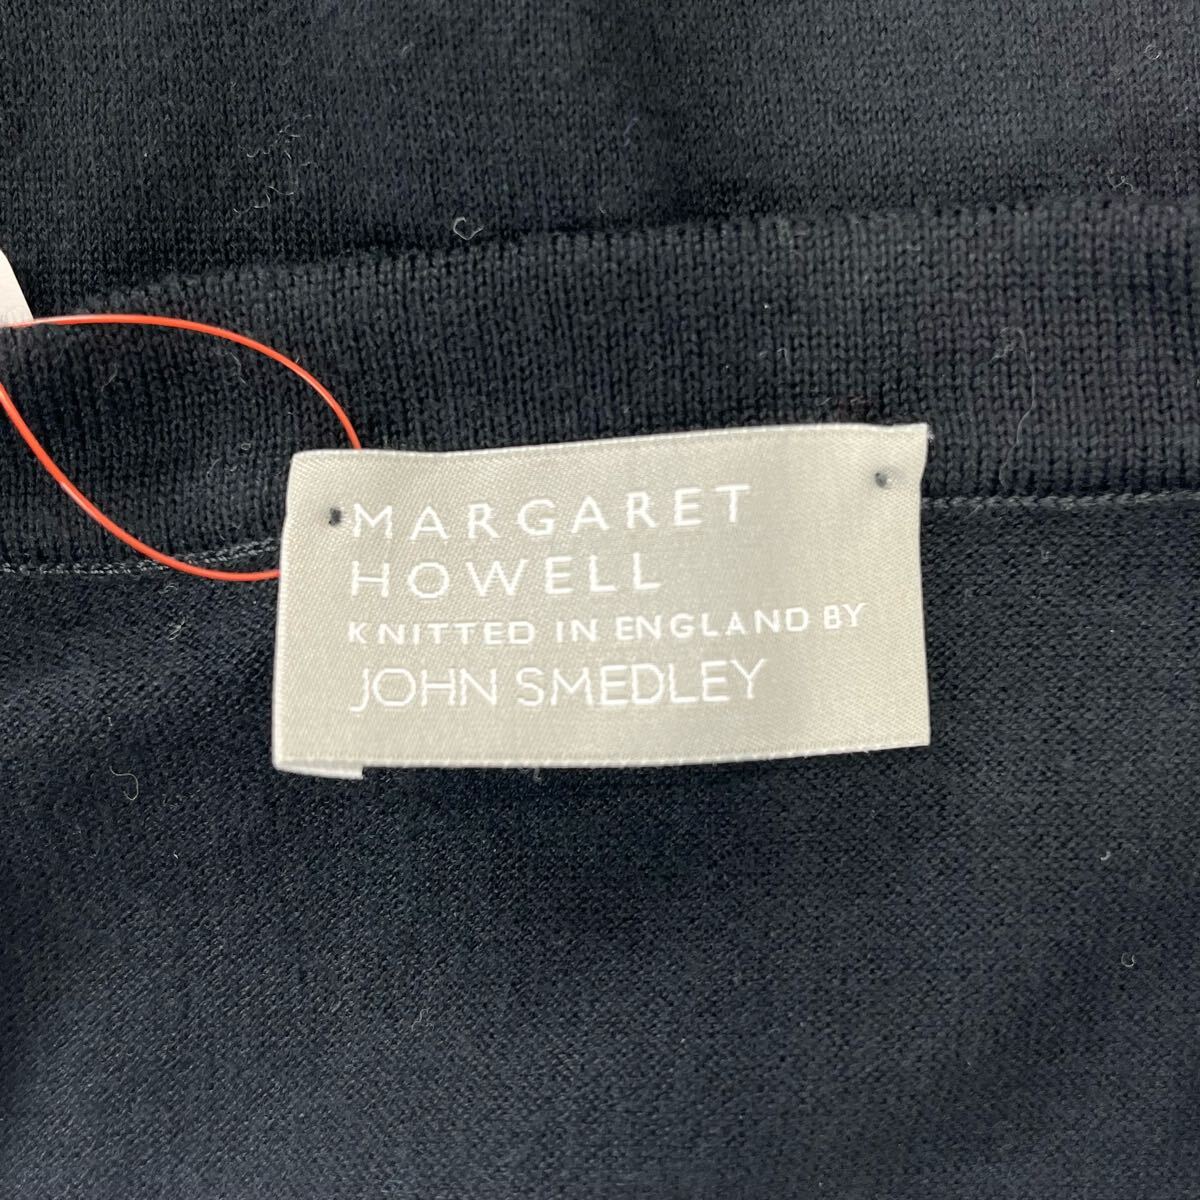 MARGARET
HOWELL
KNITTED IN ENGLAND BY
JOHN SMEDLEY